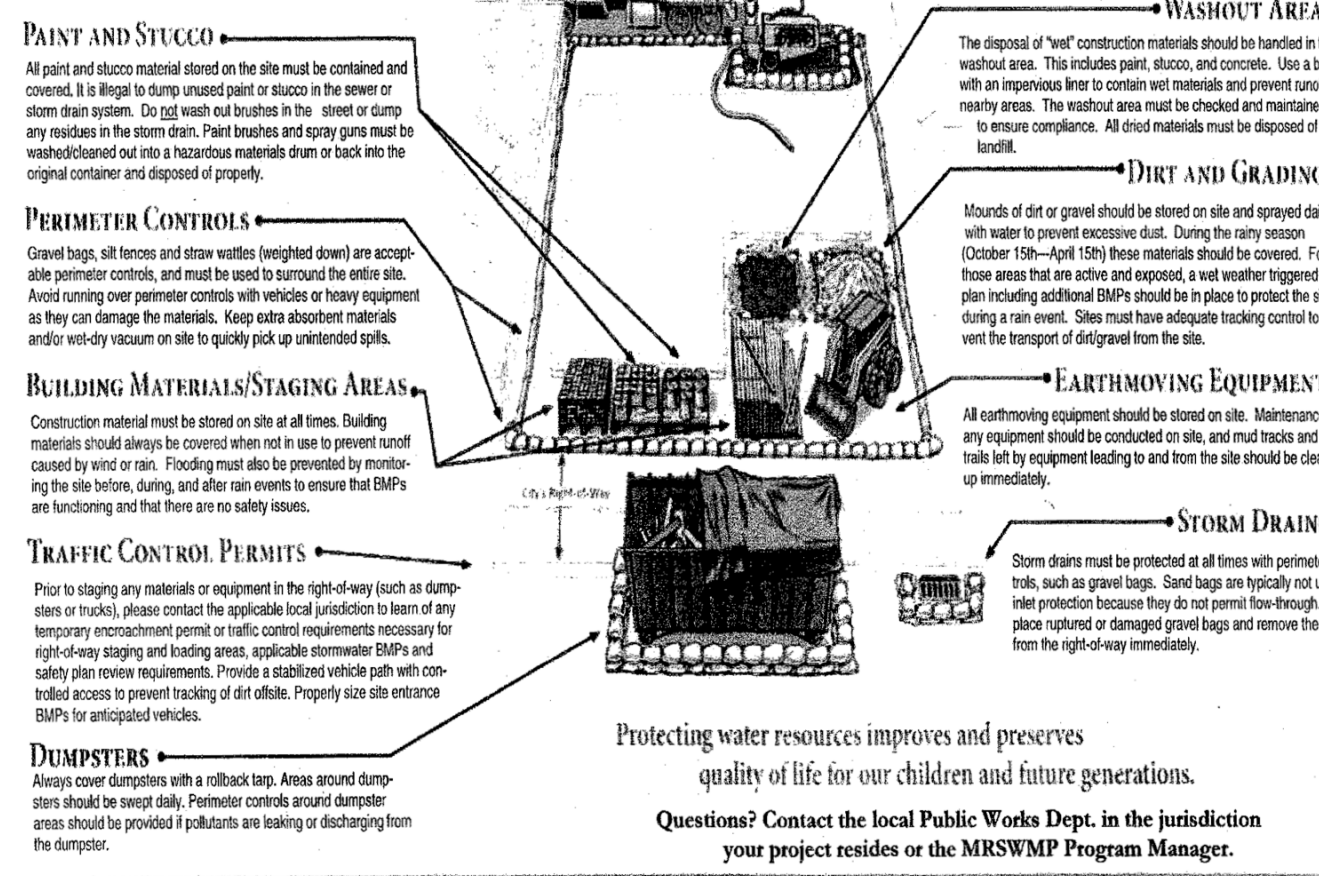 PAINT AND STUCCO
All paint and stucco material stored on the site must be contained and
covered. It is illegal to dump unused paint or stucco in the sewer or
storm drain system. Do not wash out brushes in the street or dump
any residues in the storm drain. Paint brushes and spray guns must be
washed/cleaned out into a hazardous materials drum or back into the
original container and disposed of properly.
PERIMETER CONTROLS
Gravel bags, silt fences and straw wattles (weighted down) are accept-
able perimeter controls, and must be used to surround the entire site.
Avoid running over perimeter controls with vehicles or heavy equipment
as they can damage the materials. Keep extra absorbent materials
and/or wet-dry vacuum on site to quickly pick up unintended spills.
BUILDING MATERIALS/STAGING AREAS
Construction material must be stored on site at all times. Building
materials should always be covered when not in use to prevent runoff
caused by wind or rain. Flooding must also be prevented by monitor-
ing the site before, during, and after rain events to ensure that BMPs
are functioning and that there are no safety issues.
TRAFFIC CONTROL PERMITS
Prior to staging any materials or equipment in the right-of-way (such as dump-
sters or trucks), please contact the applicable local jurisdiction to learn of any
temporary encroachment permit or traffic control requirements necessary for
right-of-way staging and loading areas, applicable stormwater BMPs and
safety plan review requirements. Provide a stabilized vehicle path with con-
trolled access to prevent tracking of dirt offsite. Properly size site entrance
BMPs for anticipated vehicles.
DUMPSTERS
Always cover dumpsters with a rollback tarp. Areas around dump-
sters should be swept daily. Perimeter controls around dumpster
areas should be provided if pollutants are leaking or discharging from
the dumpster.
City's Right-of-Way
WASHOUT AREA
The disposal of "wet" construction materials should be handled in
washout area. This includes paint, stucco, and concrete. Use a b
with an impervious liner to contain wet materials and prevent runo
nearby areas. The washout area must be checked and maintaine
to ensure compliance. All dried materials must be disposed of
landfill.
DIRT AND GRADING
Mounds of dirt or gravel should be stored on site and sprayed dai
with water to prevent excessive dust. During the rainy season
(October 15th—April 15th) these materials should be covered. Fo
those areas that are active and exposed, a wet weather triggered
plan including additional BMPs should be in place to protect the s
during a rain event. Sites must have adequate tracking control to
vent the transport of dirt/gravel from the site.
EARTHMOVING EQUIPMENT
All earthmoving equipment should be stored on site. Maintenanc
any equipment should be conducted on site, and mud tracks and
trails left by equipment leading to and from the site should be clea
up immediately.
STORM DRAIN
Storm drains must be protected at all times with perimete
trols, such as gravel bags. Sand bags are typically not u
inlet protection because they do not permit flow-through.
place ruptured or damaged gravel bags and remove the
from the right-of-way immediately.
Protecting water resources improves and preserves
quality of life for our children and future generations.
Questions? Contact the local Public Works Dept. in the jurisdiction
your project resides or the MRSWMP Program Manager.